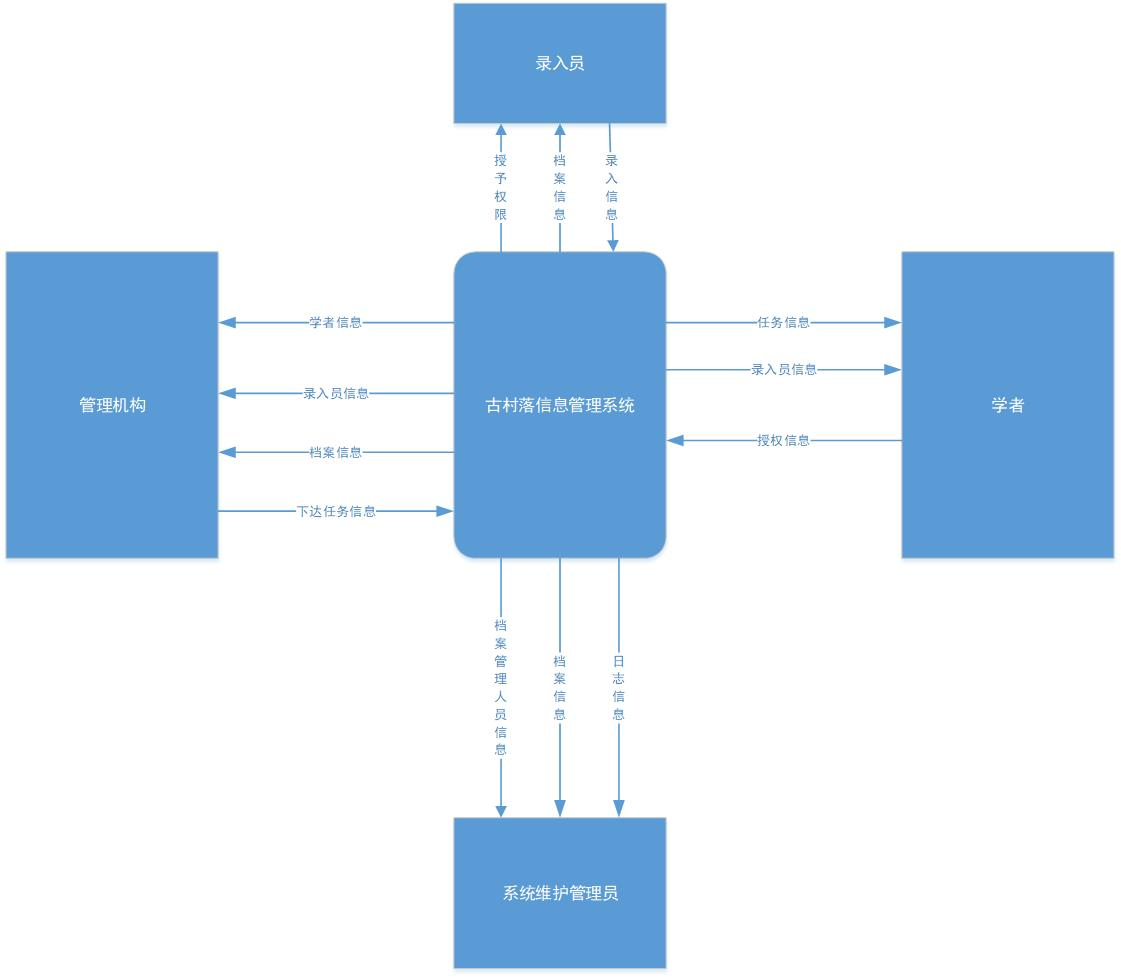 录入员
授予权限
档案信息
录入信息
学者信息
任务信息
录入员信息
录入员信息
管理机构
古村落信息管理系统
学者
授权信息
档案信息
下达任务信息
档案管理人员信息
档案信息
日志信息
系统维护管理员